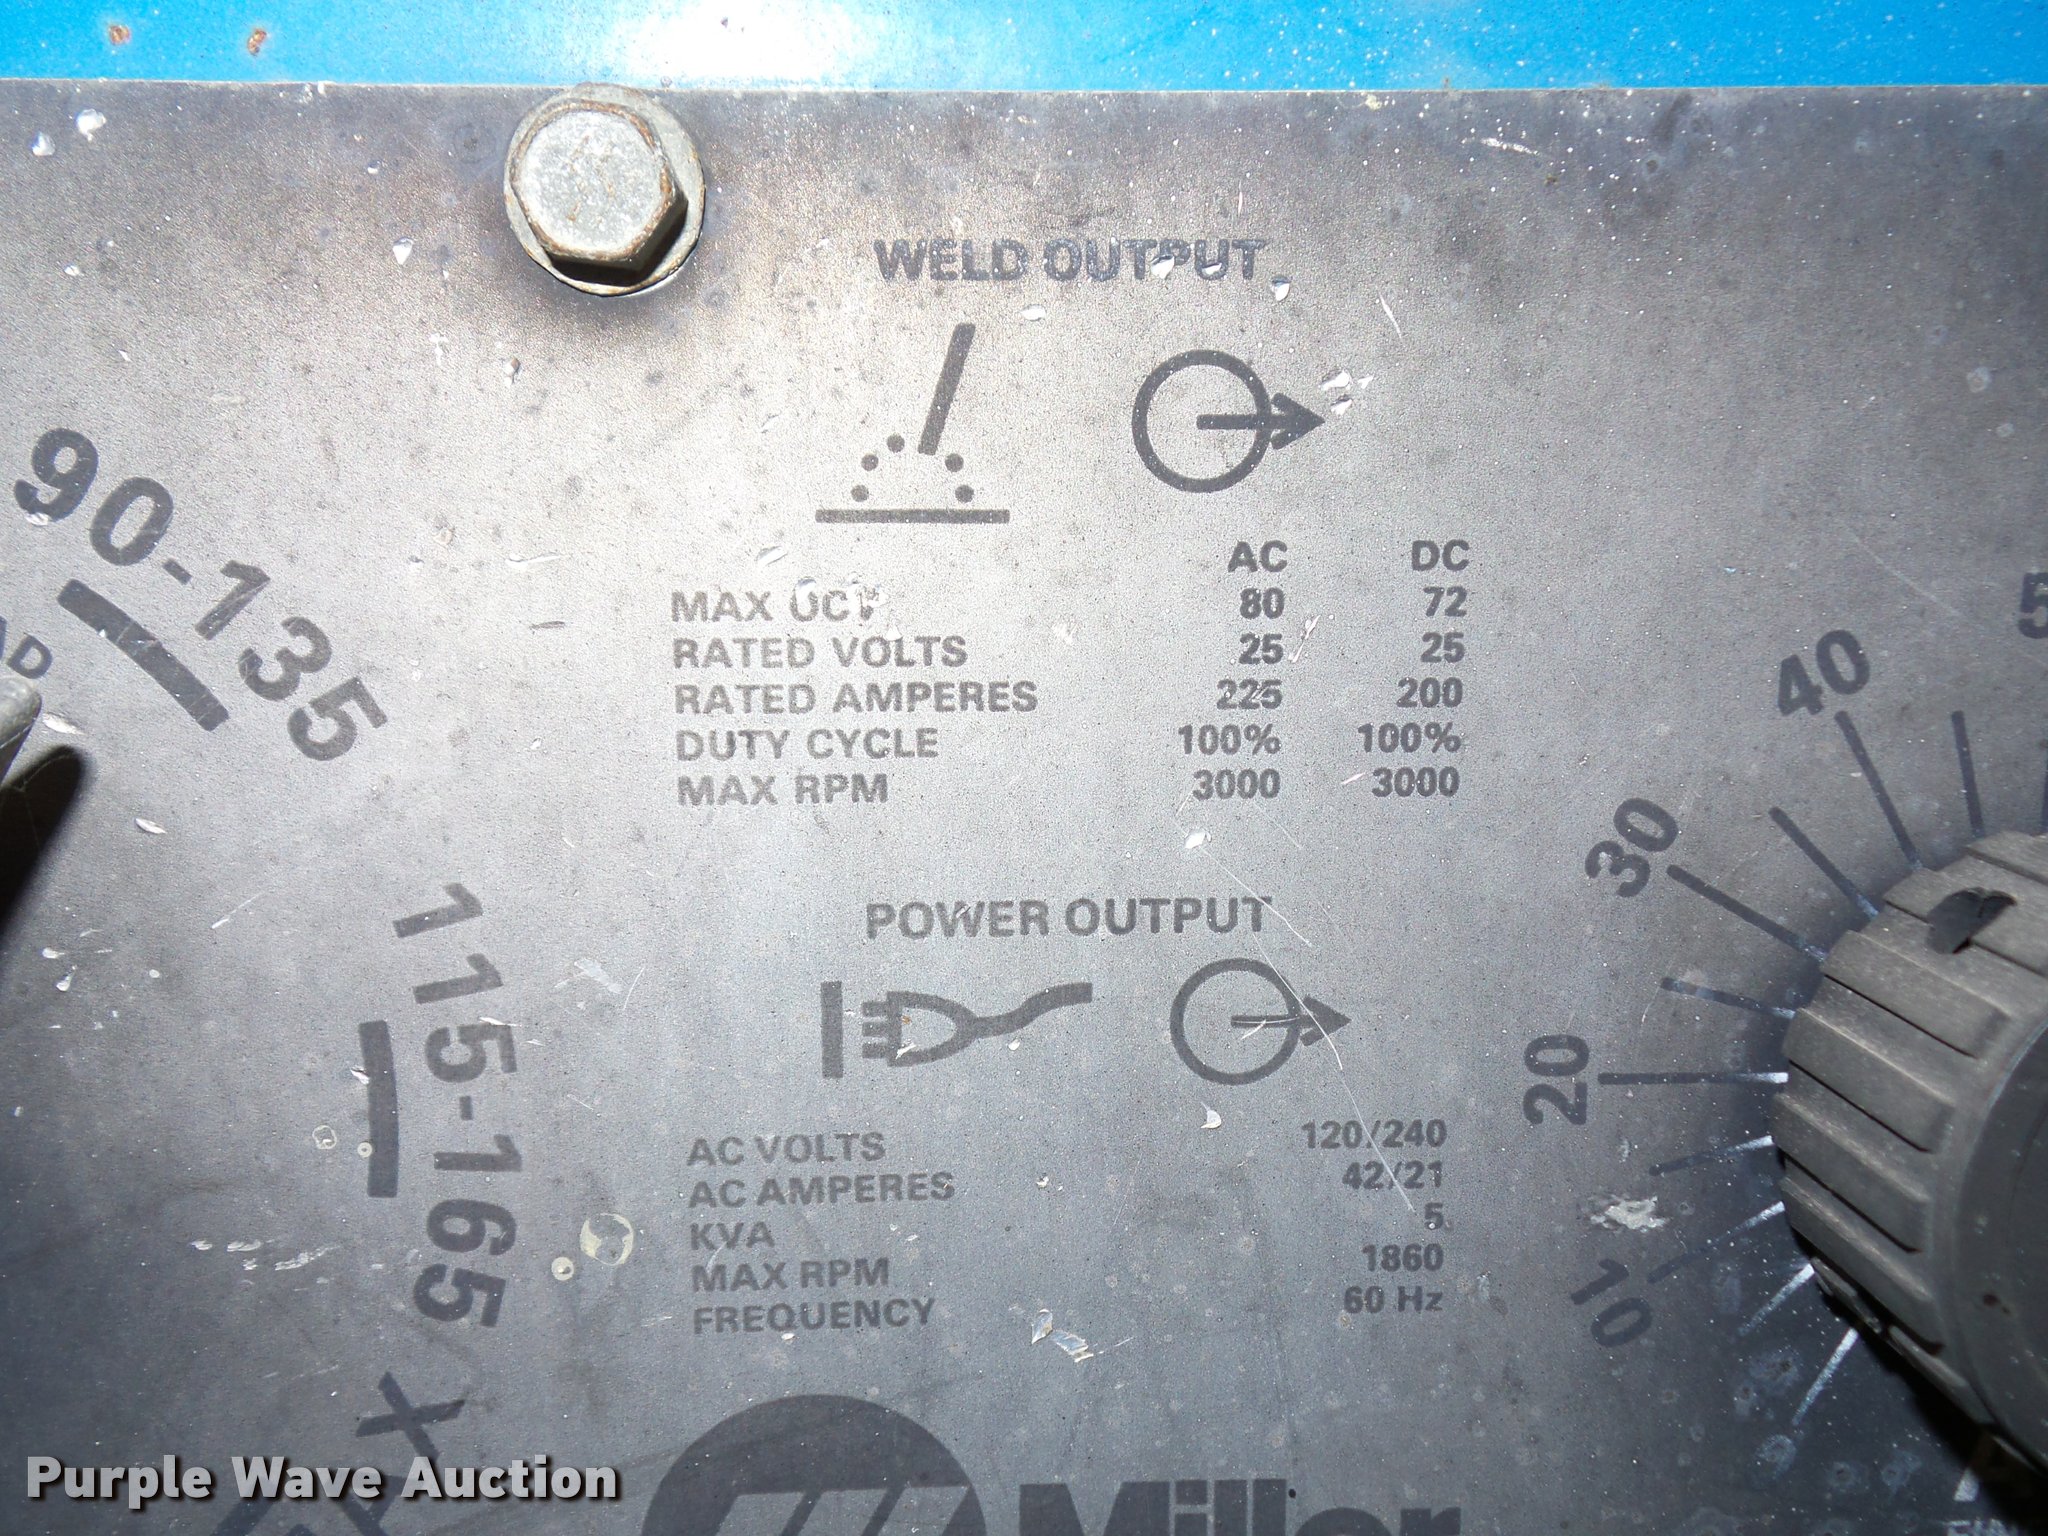 WELD OUTPUT
AC DC
MAX OCV 80 72
RATED VOLTS 25 25
RATED AMPERES 225 200
DUTY CYCLE 100% 100%
MAX RPM 3000 3000
POWER OUTPUT
AC VOLTS 120/240
AC AMPERES 42/21
KVA 5
MAX RPM 1860
FREQUENCY 60 Hz
Miller
90-135
115-165
10
20
30
40
Purple Wave Auction